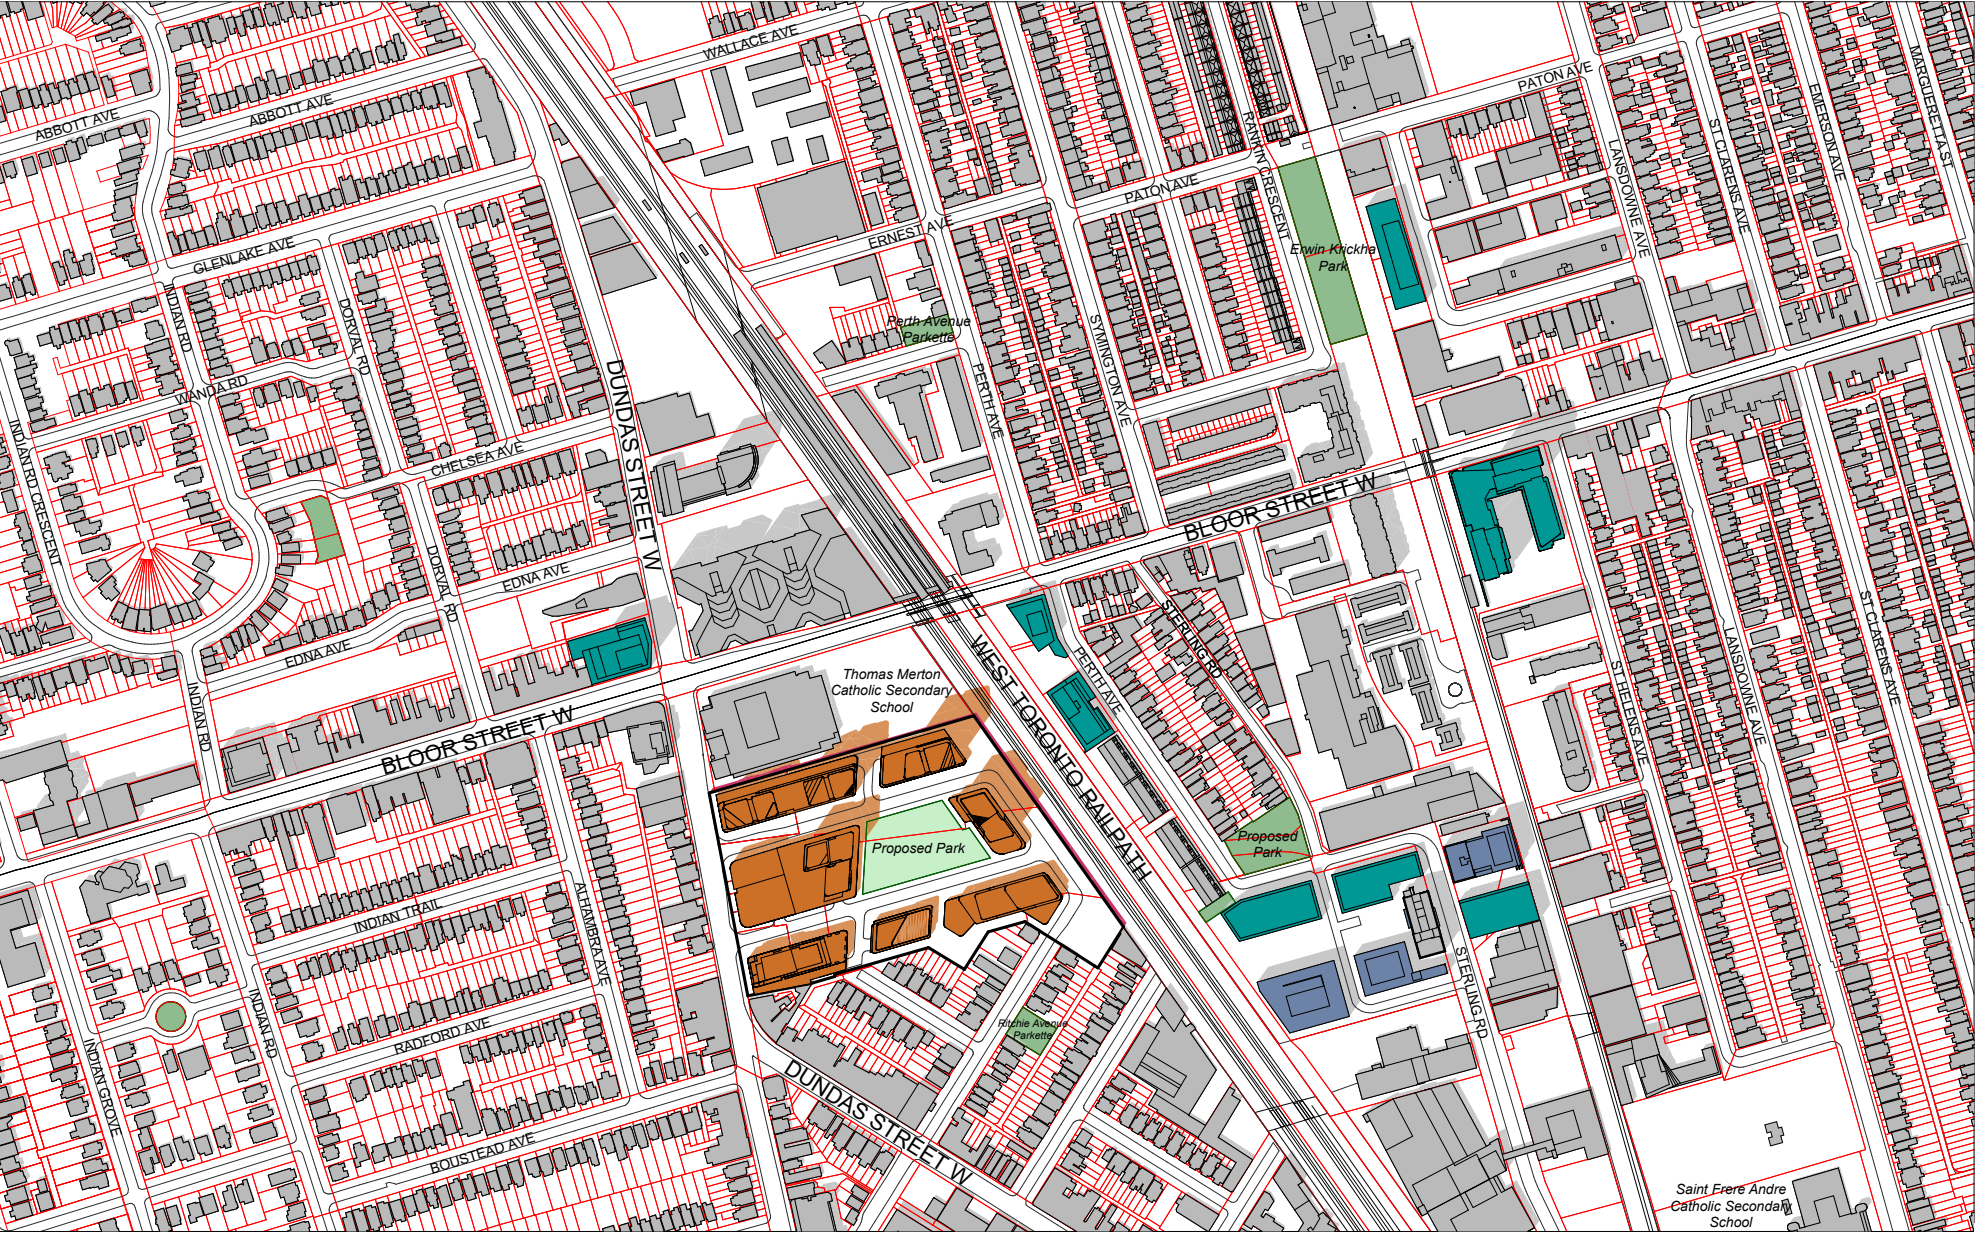 WALLACE AVE
ABBOTT AVE
ABBOTT AVE
PATON AVE
MARGUERETTA ST
EMERSON AVE
ST CLARENS AVE
LANSDOWNE AVE
RANKIN CRESCENT
PATON AVE
ERNEST AVE
GLENLAKE AVE
Erwin Krickha
Park
INDIAN RD
DORVAL RD
Perth Avenue
Parkette
SYMINGTON AVE
PERTH AVE
WANDA RD
DUNDAS STREET W
INDIAN RD CRESCENT
CHELSEA AVE
BLOOR STREET W
DORVAL RD
EDNA AVE
EDNA AVE
STERLING RD
PERTH AVE
WEST TORONTO RAILPATH
ST CLARENS AVE
LANSDOWNE AVE
ST HELENS AVE
Thomas Merton
Catholic Secondary
School
INDIAN RD
BLOOR STREET W
Proposed Park
Proposed
Park
ALHAMBRA AVE
INDIAN TRAIL
STERLING RD
INDIAN RD
RADFORD AVE
Ritchie Avenue
Parkette
INDIAN GROVE
DUNDAS STREET W
BOUSTEAD AVE
Saint Frere Andre
Catholic Secondary
School